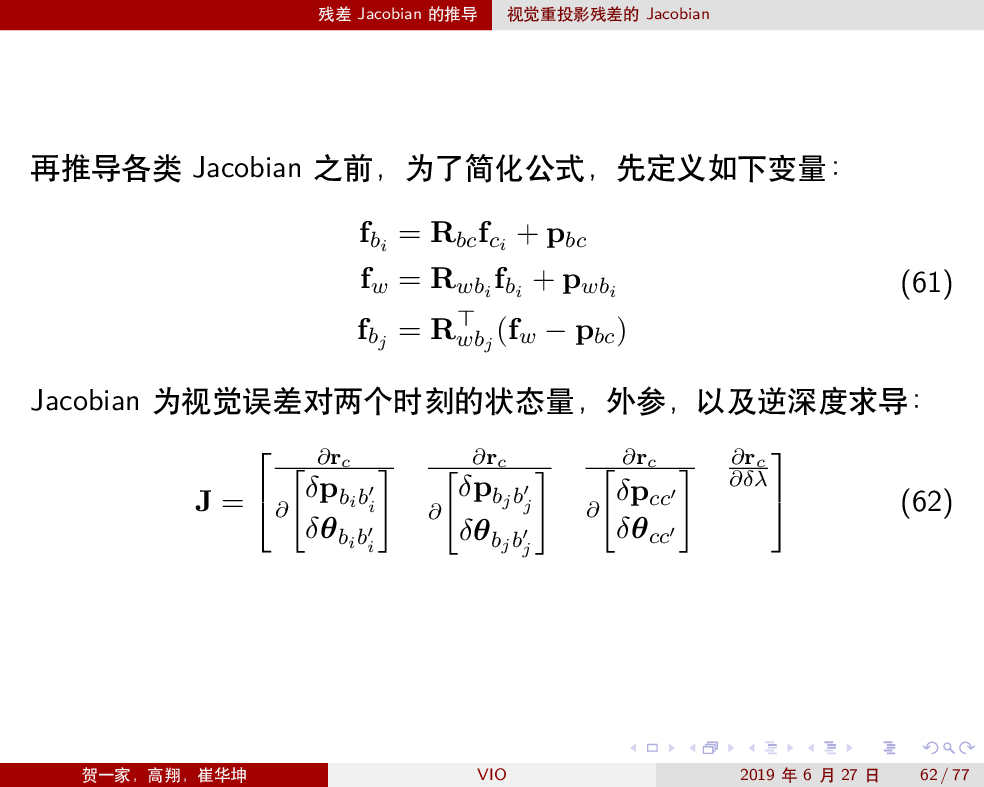 残差 Jacobian 的推导 视觉重投影残差的 Jacobian
再推导各类 Jacobian 之前，为了简化公式，先定义如下变量：
$\mathbf{f}_{b_i} = \mathbf{R}_{bc}\mathbf{f}_{c_i} + \mathbf{p}_{bc}$
$\mathbf{f}_w = \mathbf{R}_{wb_i}\mathbf{f}_{b_i} + \mathbf{p}_{wb_i}$ (61)
$\mathbf{f}_{b_j} = \mathbf{R}_{wb_j}^{\top}(\mathbf{f}_w - \mathbf{p}_{bc})$
Jacobian 为视觉误差对两个时刻的状态量，外参，以及逆深度求导：
$\mathbf{J} = \begin{bmatrix} \frac{\partial \mathbf{r}_c}{\partial \begin{bmatrix} \delta \mathbf{p}_{b_i b_i'} \\ \delta \boldsymbol{\theta}_{b_i b_i'} \end{bmatrix}} & \frac{\partial \mathbf{r}_c}{\partial \begin{bmatrix} \delta \mathbf{p}_{b_j b_j'} \\ \delta \boldsymbol{\theta}_{b_j b_j'} \end{bmatrix}} & \frac{\partial \mathbf{r}_c}{\partial \begin{bmatrix} \delta \mathbf{p}_{cc'} \\ \delta \boldsymbol{\theta}_{cc'} \end{bmatrix}} & \frac{\partial \mathbf{r}_c}{\partial \delta \lambda} \end{bmatrix}$ (62)
贺一家，高翔，崔华坤 VIO 2019 年 6 月 27 日 62 / 77